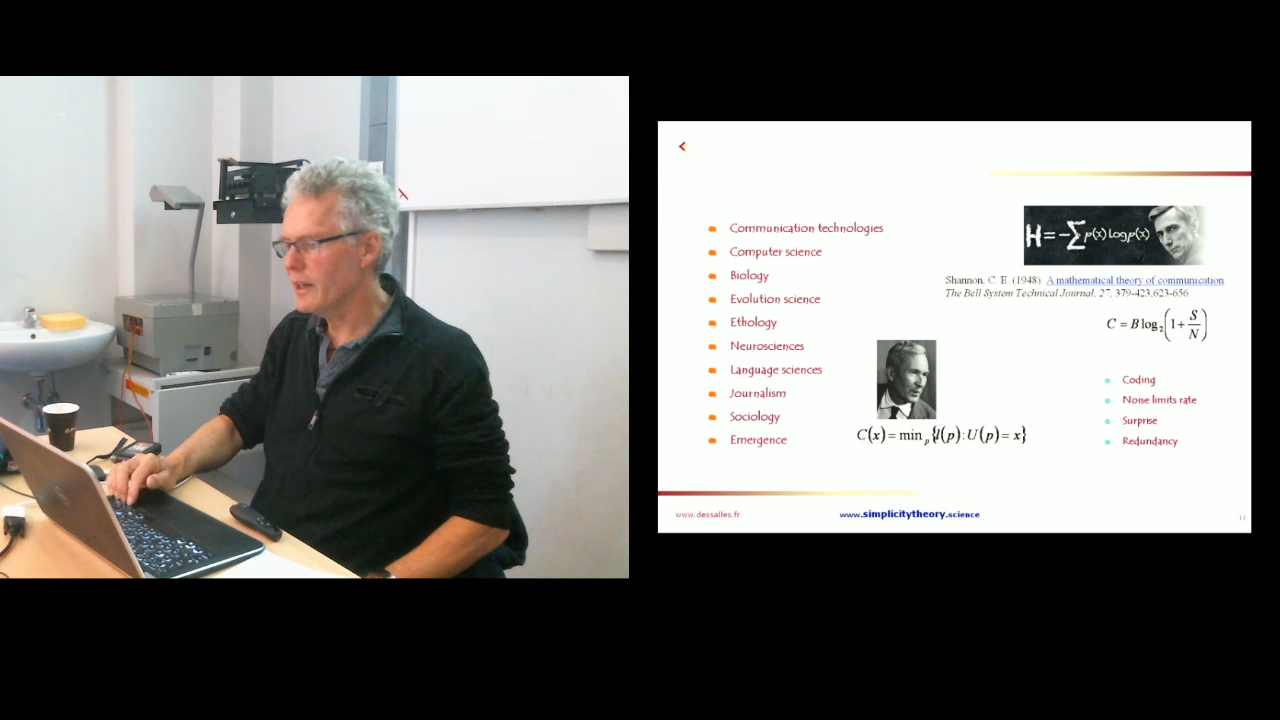 Communication technologies
Computer science
Biology
Evolution science
Ethology
Neurosciences
Language sciences
Journalism
Sociology
Emergence
H = -∑ p(x) log p(x)
Shannon, C. E. (1948). A mathematical theory of communication.
The Bell System Technical Journal, 27, 379-423,623-656.
C = B log₂(1 + S/N)
C(x) = min_p {l(p) : U(p) = x}
Coding
Noise limits rate
Surprise
Redundancy
www.dessalles.fr
www.simplicitytheory.science